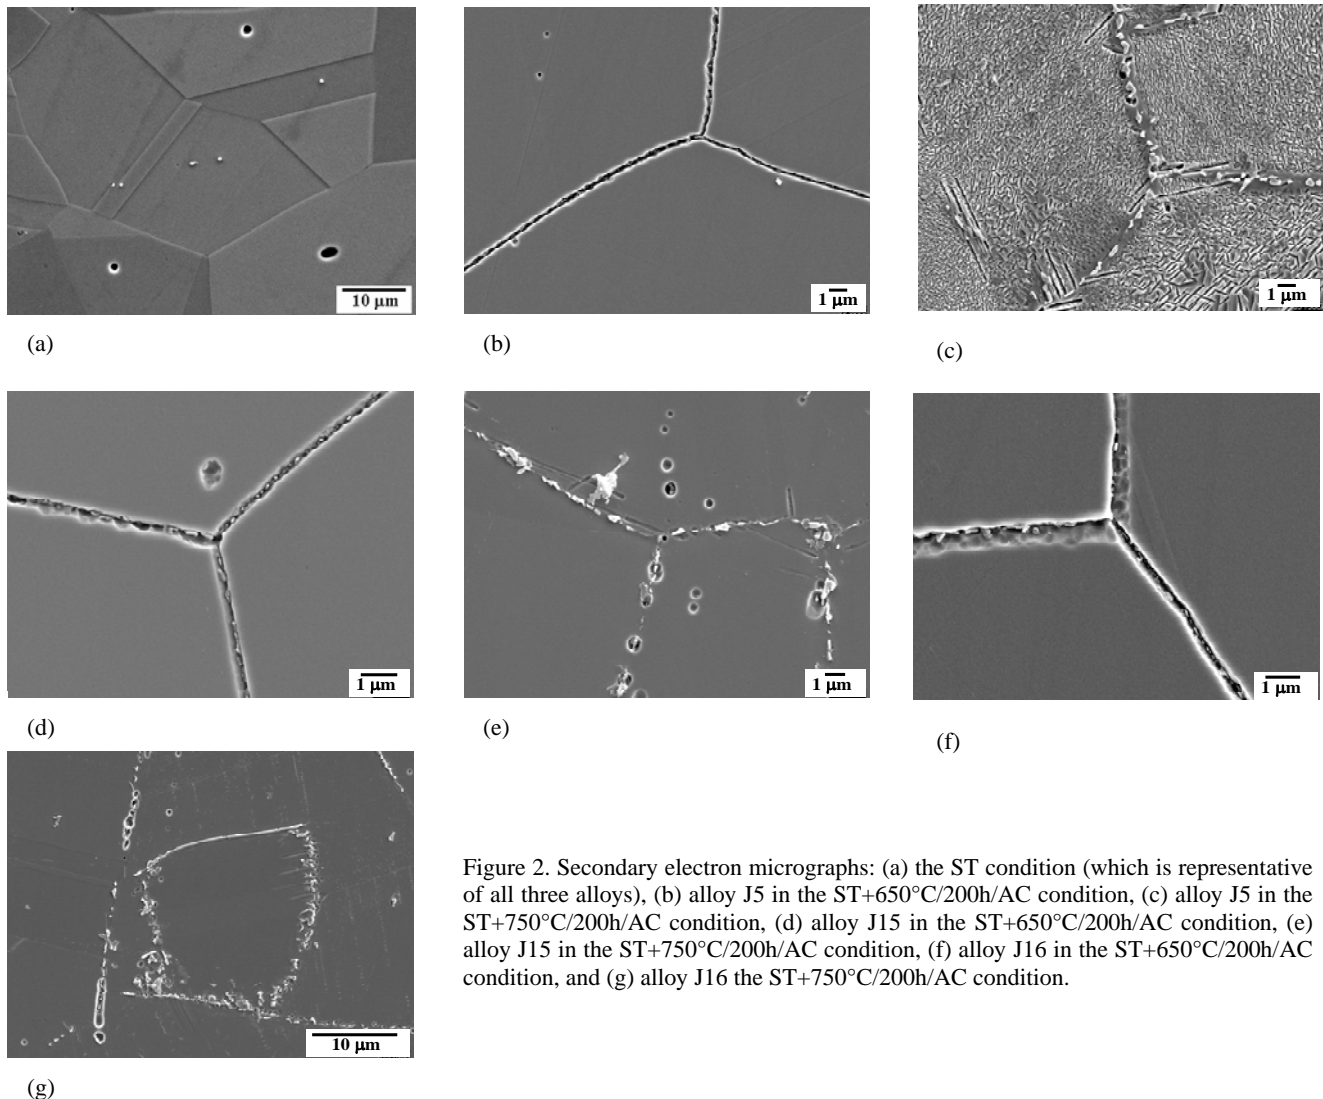 10 μm
1 μm
1 μm
(a)
(b)
(c)
1 μm
1 μm
1 μm
(d)
(e)
(f)
10 μm
(g)
Figure 2. Secondary electron micrographs: (a) the ST condition (which is representative
of all three alloys), (b) alloy J5 in the ST+650°C/200h/AC condition, (c) alloy J5 in the
ST+750°C/200h/AC condition, (d) alloy J15 in the ST+650°C/200h/AC condition, (e)
alloy J15 in the ST+750°C/200h/AC condition, (f) alloy J16 in the ST+650°C/200h/AC
condition, and (g) alloy J16 the ST+750°C/200h/AC condition.